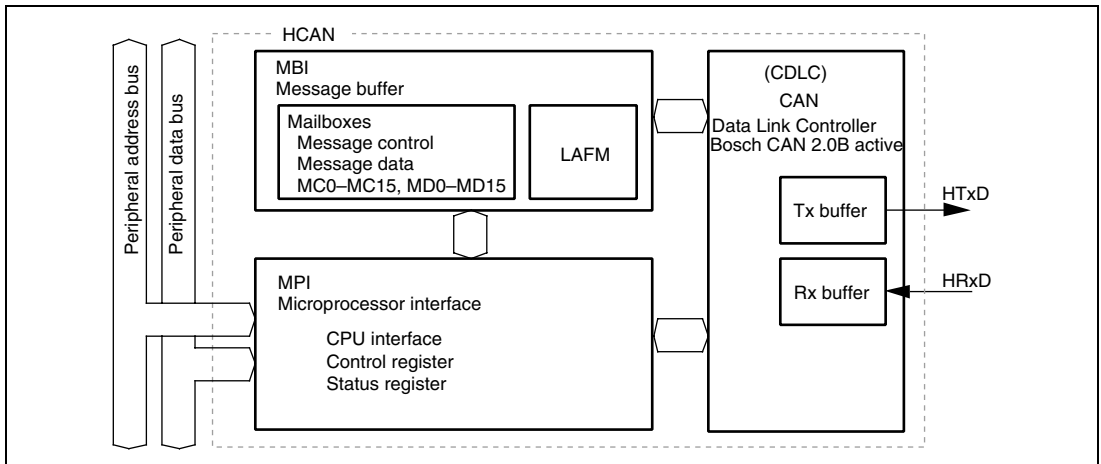 HCAN
Peripheral address bus
Peripheral data bus
MBI
Message buffer
Mailboxes
Message control
Message data
MC0–MC15, MD0–MD15
LAFM
MPI
Microprocessor interface
CPU interface
Control register
Status register
(CDLC)
CAN
Data Link Controller
Bosch CAN 2.0B active
Tx buffer
HTxD
Rx buffer
HRxD